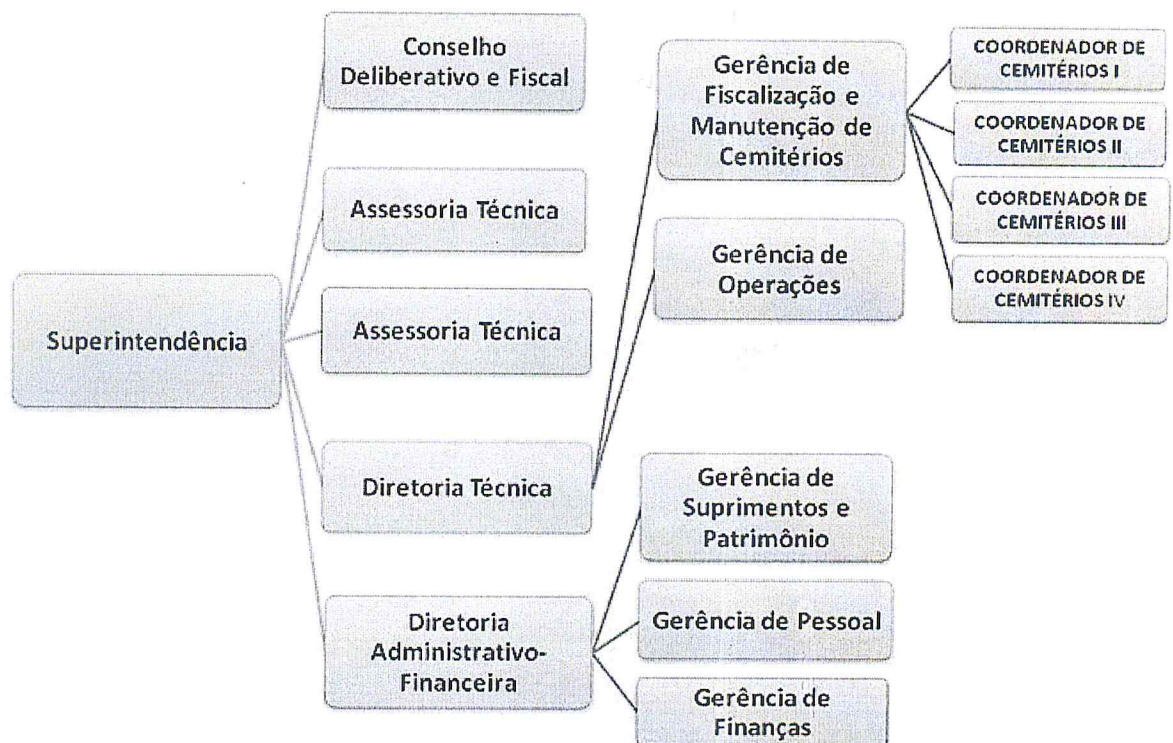 Superintendência
Conselho
Deliberativo e Fiscal
Assessoria Técnica
Assessoria Técnica
Diretoria Técnica
Diretoria
Administrativo-
Financeira
Gerência de
Fiscalização e
Manutenção de
Cemitérios
Gerência de
Operações
Gerência de
Suprimentos e
Patrimônio
Gerência de Pessoal
Gerência de
Finanças
COORDENADOR DE
CEMITÉRIOS I
COORDENADOR DE
CEMITÉRIOS II
COORDENADOR DE
CEMITÉRIOS III
COORDENADOR DE
CEMITÉRIOS IV